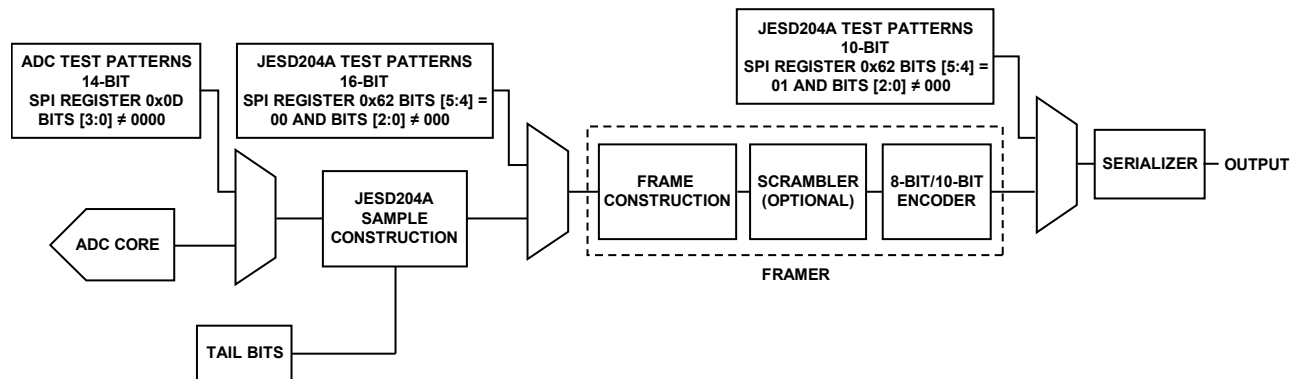 ADC TEST PATTERNS
14-BIT
SPI REGISTER 0x0D
BITS [3:0] ≠ 0000
JESD204A TEST PATTERNS
16-BIT
SPI REGISTER 0x62 BITS [5:4] =
00 AND BITS [2:0] ≠ 000
JESD204A TEST PATTERNS
10-BIT
SPI REGISTER 0x62 BITS [5:4] =
01 AND BITS [2:0] ≠ 000
ADC CORE
JESD204A
SAMPLE
CONSTRUCTION
TAIL BITS
FRAME
CONSTRUCTION
SCRAMBLER
(OPTIONAL)
8-BIT/10-BIT
ENCODER
FRAMER
SERIALIZER
OUTPUT